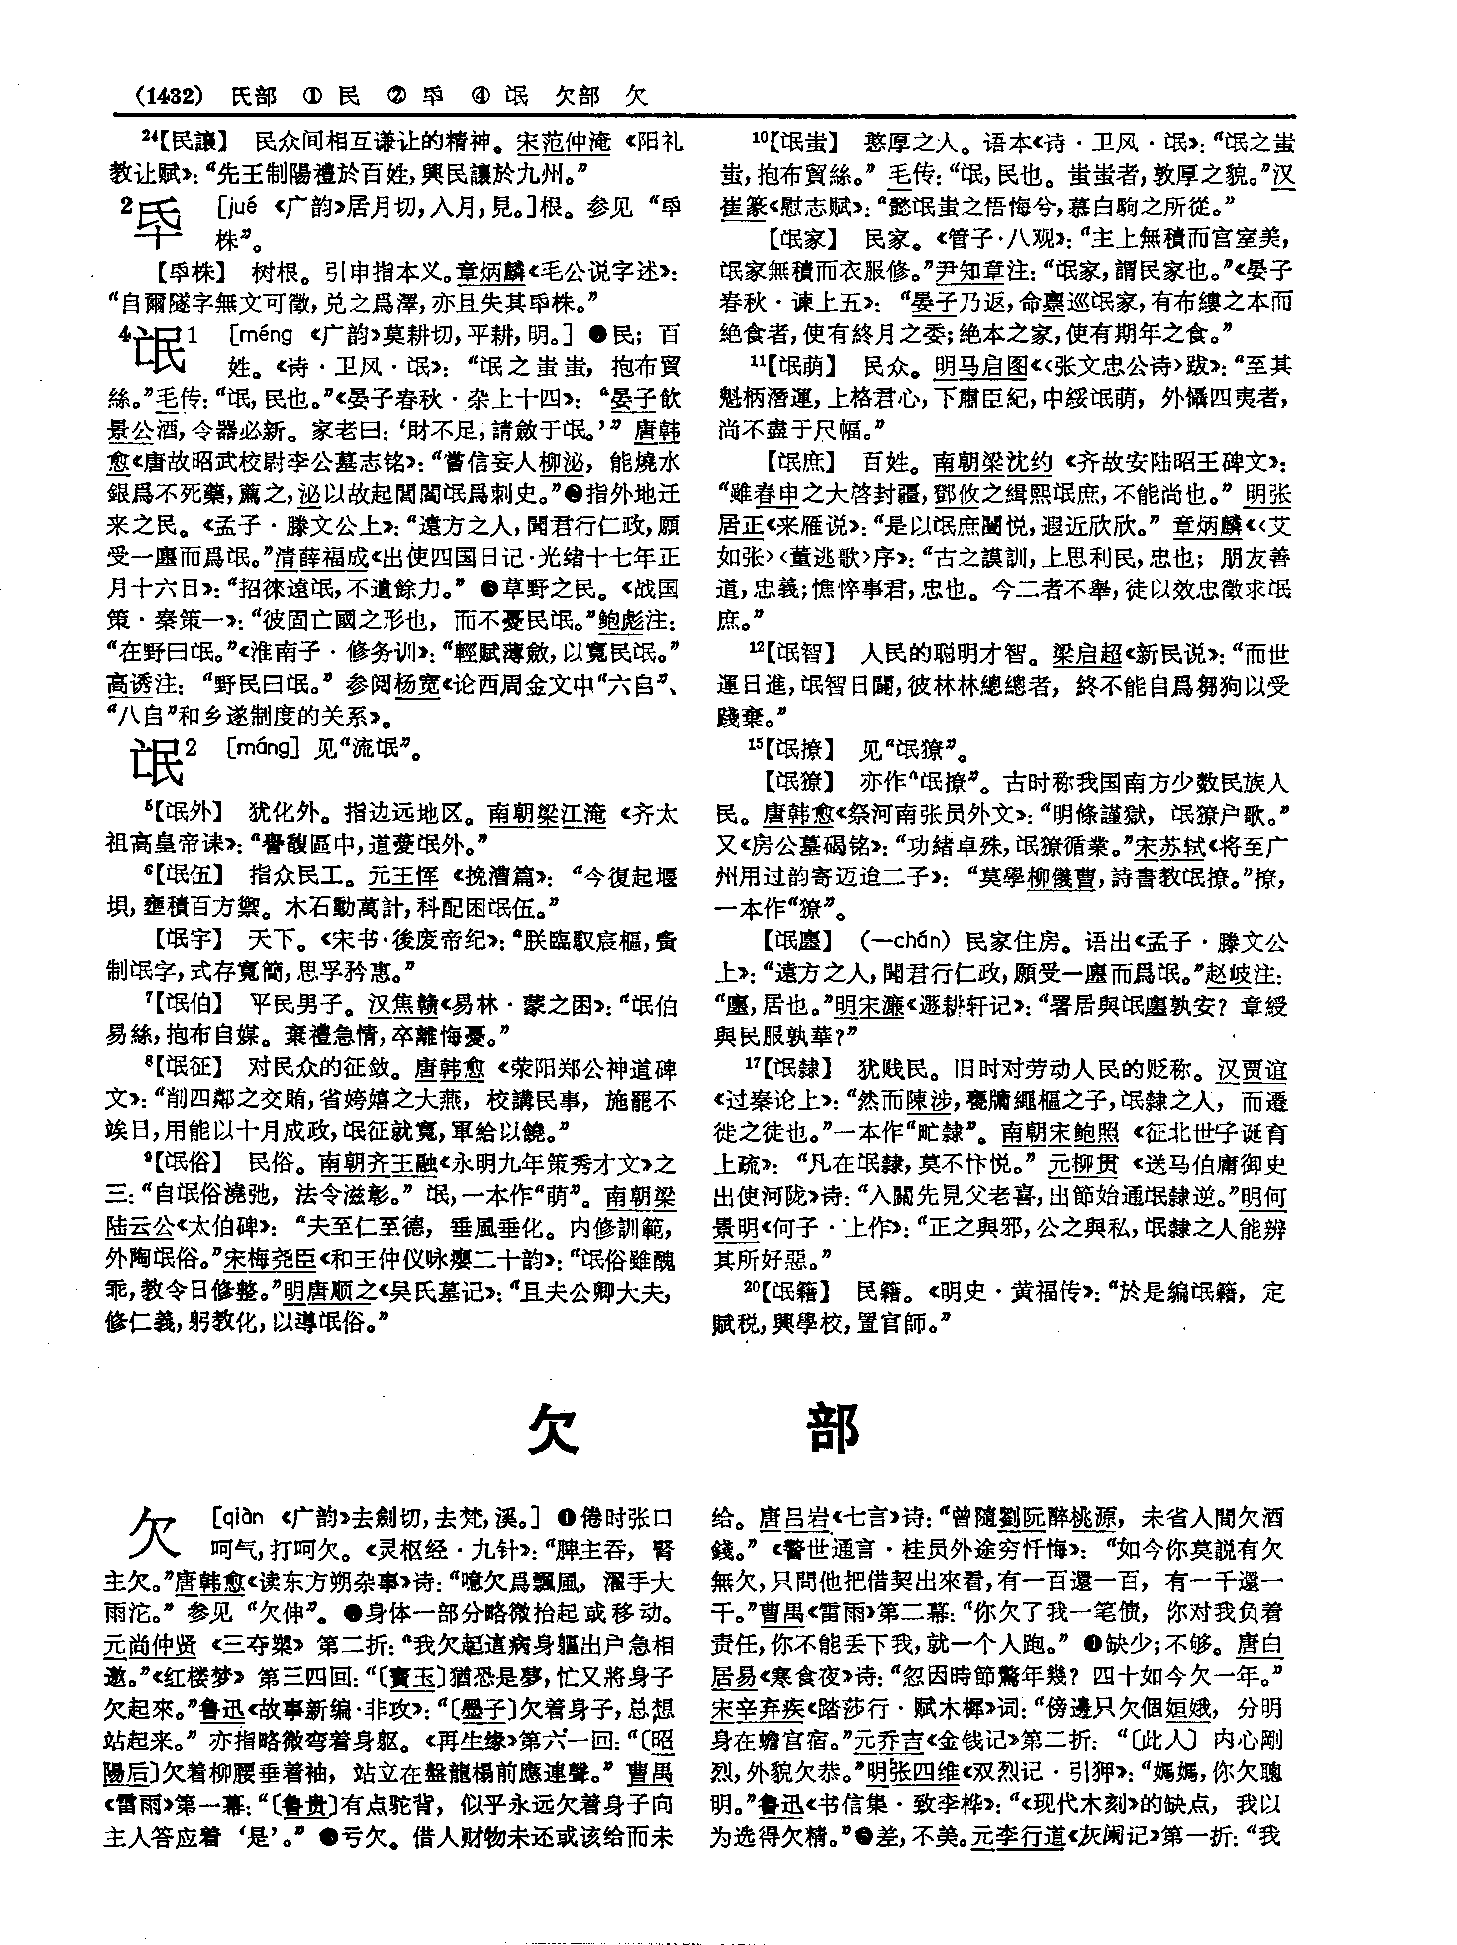 (1432) 氏部 ① 民 ② 氒 ④ 氓 欠部 欠
24【民讓】 民众间相互谦让的精神。宋范仲淹《阳礼
教让赋》：“先王制陽禮於百姓，興民讓於九州。”
2氒 [jué 《广韵》居月切，入月，見。]根。参见“氒
株”。
【氒株】 树根。引申指本义。章炳麟《毛公说字述》：
“自爾隧字無文可徵，兑之爲澤，亦且失其氒株。”
4氓1 [méng 《广韵》莫耕切，平耕，明。] ❶民；百
姓。《诗·卫风·氓》：“氓之蚩蚩，抱布貿
絲。”毛传：“氓，民也。”《晏子春秋·杂上十四》：“晏子飲
景公酒，令器必新。家老曰：‘財不足，請斂于氓。’”唐韩
愈《唐故昭武校尉李公墓志铭》：“嘗信妄人柳泌，能燒水
銀爲不死藥，薦之，泌以故起閭閻氓爲刺史。”❷指外地迁
来之民。《孟子·滕文公上》：“遠方之人，聞君行仁政，願
受一廛而爲氓。”清薛福成《出使四国日记·光绪十七年正
月十六日》：“招徠遠氓，不遺餘力。” ❸草野之民。《战国
策·秦策一》：“彼固亡國之形也，而不憂民氓。”鲍彪注：
“在野曰氓。”《淮南子·修务训》：“輕賦薄斂，以寬民氓。”
高诱注：“野民曰氓。”参阅杨宽《论西周金文中“六自”、
“八自”和乡遂制度的关系》。
氓2 [máng] 见“流氓”。
5【氓外】 犹化外。指边远地区。南朝梁江淹《齐太
祖高皇帝诔》：“譽馥區中，道薆氓外。”
6【氓伍】 指众民工。元王恽《挽漕篇》：“今復起堰
垻，壅積百方禦。木石動萬計，科配困氓伍。”
【氓宇】 天下。《宋书·後废帝纪》：“朕臨馭宸樞，夤
制氓宇，式存寬簡，思孚矜惠。”
7【氓伯】 平民男子。汉焦赣《易林·蒙之困》：“氓伯
易絲，抱布自媒。棄禮急情，卒離悔憂。”
8【氓征】 对民众的征敛。唐韩愈《荥阳郑公神道碑
文》：“削四鄰之交賄，省姱嬉之大燕，校講民事，施罷不
竢日，用能以十月成政，氓征就寬，軍給以饒。”
9【氓俗】 民俗。南朝齐王融《永明九年策秀才文》之
三：“自氓俗澆弛，法令滋彰。”氓，一本作“萌”。南朝梁
陆云公《太伯碑》：“夫至仁至德，垂風垂化。内修訓範，
外陶氓俗。”宋梅尧臣《和王仲仪咏瘿二十韵》：“氓俗雖醜
乖，教令日修整。”明唐顺之《吴氏墓记》：“且夫公卿大夫，
修仁義，躬教化，以導氓俗。”
10【氓蚩】 憨厚之人。语本《诗·卫风·氓》：“氓之蚩
蚩，抱布貿絲。”毛传：“氓，民也。蚩蚩者，敦厚之貌。”汉
崔篆《慰志赋》：“懿氓蚩之悟悔兮，慕白駒之所從。”
【氓家】 民家。《管子·八观》：“主上無積而宫室美，
氓家無積而衣服修。”尹知章注：“氓家，謂民家也。”《晏子
春秋·谏上五》：“晏子乃返，命稟巡氓家，有布縷之本而
絶食者，使有終月之委；絶本之家，使有期年之食。”
11【氓萌】 民众。明马启图《〈张文忠公诗〉跋》：“至其
魁柄潛運，上格君心，下肅臣紀，中綏氓萌，外懾四夷者，
尚不盡于尺幅。”
【氓庶】 百姓。南朝梁沈约《齐故安陆昭王碑文》：
“雖春申之大啓封疆，鄧攸之緝熙氓庶，不能尚也。”明张
居正《来雁说》：“是以氓庶闓悦，遐近欣欣。”章炳麟《〈艾
如张〉〈董逃歌〉序》：“古之謨訓，上思利民，忠也；朋友善
道，忠義；憔悴事君，忠也。今二者不舉，徒以效忠徵求氓
庶。”
12【氓智】 人民的聪明才智。梁启超《新民说》：“而世
運日進，氓智日闢，彼林林總總者，終不能自爲芻狗以受
踐棄。”
15【氓撩】 见“氓獠”。
【氓獠】 亦作“氓撩”。古时称我国南方少数民族人
民。唐韩愈《祭河南张员外文》：“明條謹獄，氓獠户歌。”
又《房公墓碣铭》：“功緒卓殊，氓獠循業。”宋苏轼《将至广
州用过韵寄迈迨二子》：“莫學柳儀曹，詩書教氓撩。”撩，
一本作“獠”。
【氓廛】 （—chán）民家住房。语出《孟子·滕文公
上》：“遠方之人，聞君行仁政，願受一廛而爲氓。”赵岐注：
“廛，居也。”明宋濂《遯耕轩记》：“署居與氓廛孰安？章綬
與民服孰華？”
17【氓隸】 犹贱民。旧时对劳动人民的贬称。汉贾谊
《过秦论上》：“然而陳涉，甕牖繩樞之子，氓隸之人，而遷
徙之徒也。”一本作“甿隸”。南朝宋鲍照《征北世子诞育
上疏》：“凡在氓隸，莫不忭悦。”元柳贯《送马伯庸御史
出使河陇》诗：“入關先見父老喜，出節始通氓隸逆。”明何
景明《何子·上作》：“正之與邪，公之與私，氓隸之人能辨
其所好惡。”
20【氓籍】 民籍。《明史·黄福传》：“於是編氓籍，定
賦税，興學校，置官師。”
欠 部
欠 [qiàn 《广韵》去劍切，去梵，溪。] ❶倦时张口
呵气，打呵欠。《灵枢经·九针》：“脾主吞，腎
主欠。”唐韩愈《读东方朔杂事》诗：“噫欠爲飄風，濯手大
雨沱。”参见“欠伸”。❷身体一部分略微抬起或移动。
元尚仲贤《三夺槊》第二折：“我欠起這病身軀出户急相
邀。”《红楼梦》第三四回：“〔寶玉〕猶恐是夢，忙又將身子
欠起來。”鲁迅《故事新编·非攻》：“〔墨子〕欠着身子，总想
站起来。”亦指略微弯着身躯。《再生缘》第六一回：“〔昭
陽后〕欠着柳腰垂着袖，站立在盤龍榻前應連聲。”曹禺
《雷雨》第一幕：“〔鲁贵〕有点驼背，似乎永远欠着身子向
主人答应着‘是’。”❸亏欠。借人财物未还或该给而未
给。唐吕岩《七言》诗：“曾隨劉阮醉桃源，未省人間欠酒
錢。”《警世通言·桂员外途穷忏悔》：“如今你莫説有欠
無欠，只問他把借契出來看，有一百還一百，有一千還一
千。”曹禺《雷雨》第二幕：“你欠了我一笔债，你对我负着
责任，你不能丢下我，就一个人跑。”❹缺少；不够。唐白
居易《寒食夜》诗：“忽因時節驚年幾？四十如今欠一年。”
宋辛弃疾《踏莎行·赋木樨》词：“傍邊只欠個姮娥，分明
身在蟾宫宿。”元乔吉《金钱记》第二折：“〔此人〕内心剛
烈，外貌欠恭。”明张四维《双烈记·引狎》：“媽媽，你欠聰
明。”鲁迅《书信集·致李桦》：“《现代木刻》的缺点，我以
为选得欠精。”❺差，不美。元李行道《灰阑记》第一折：“我